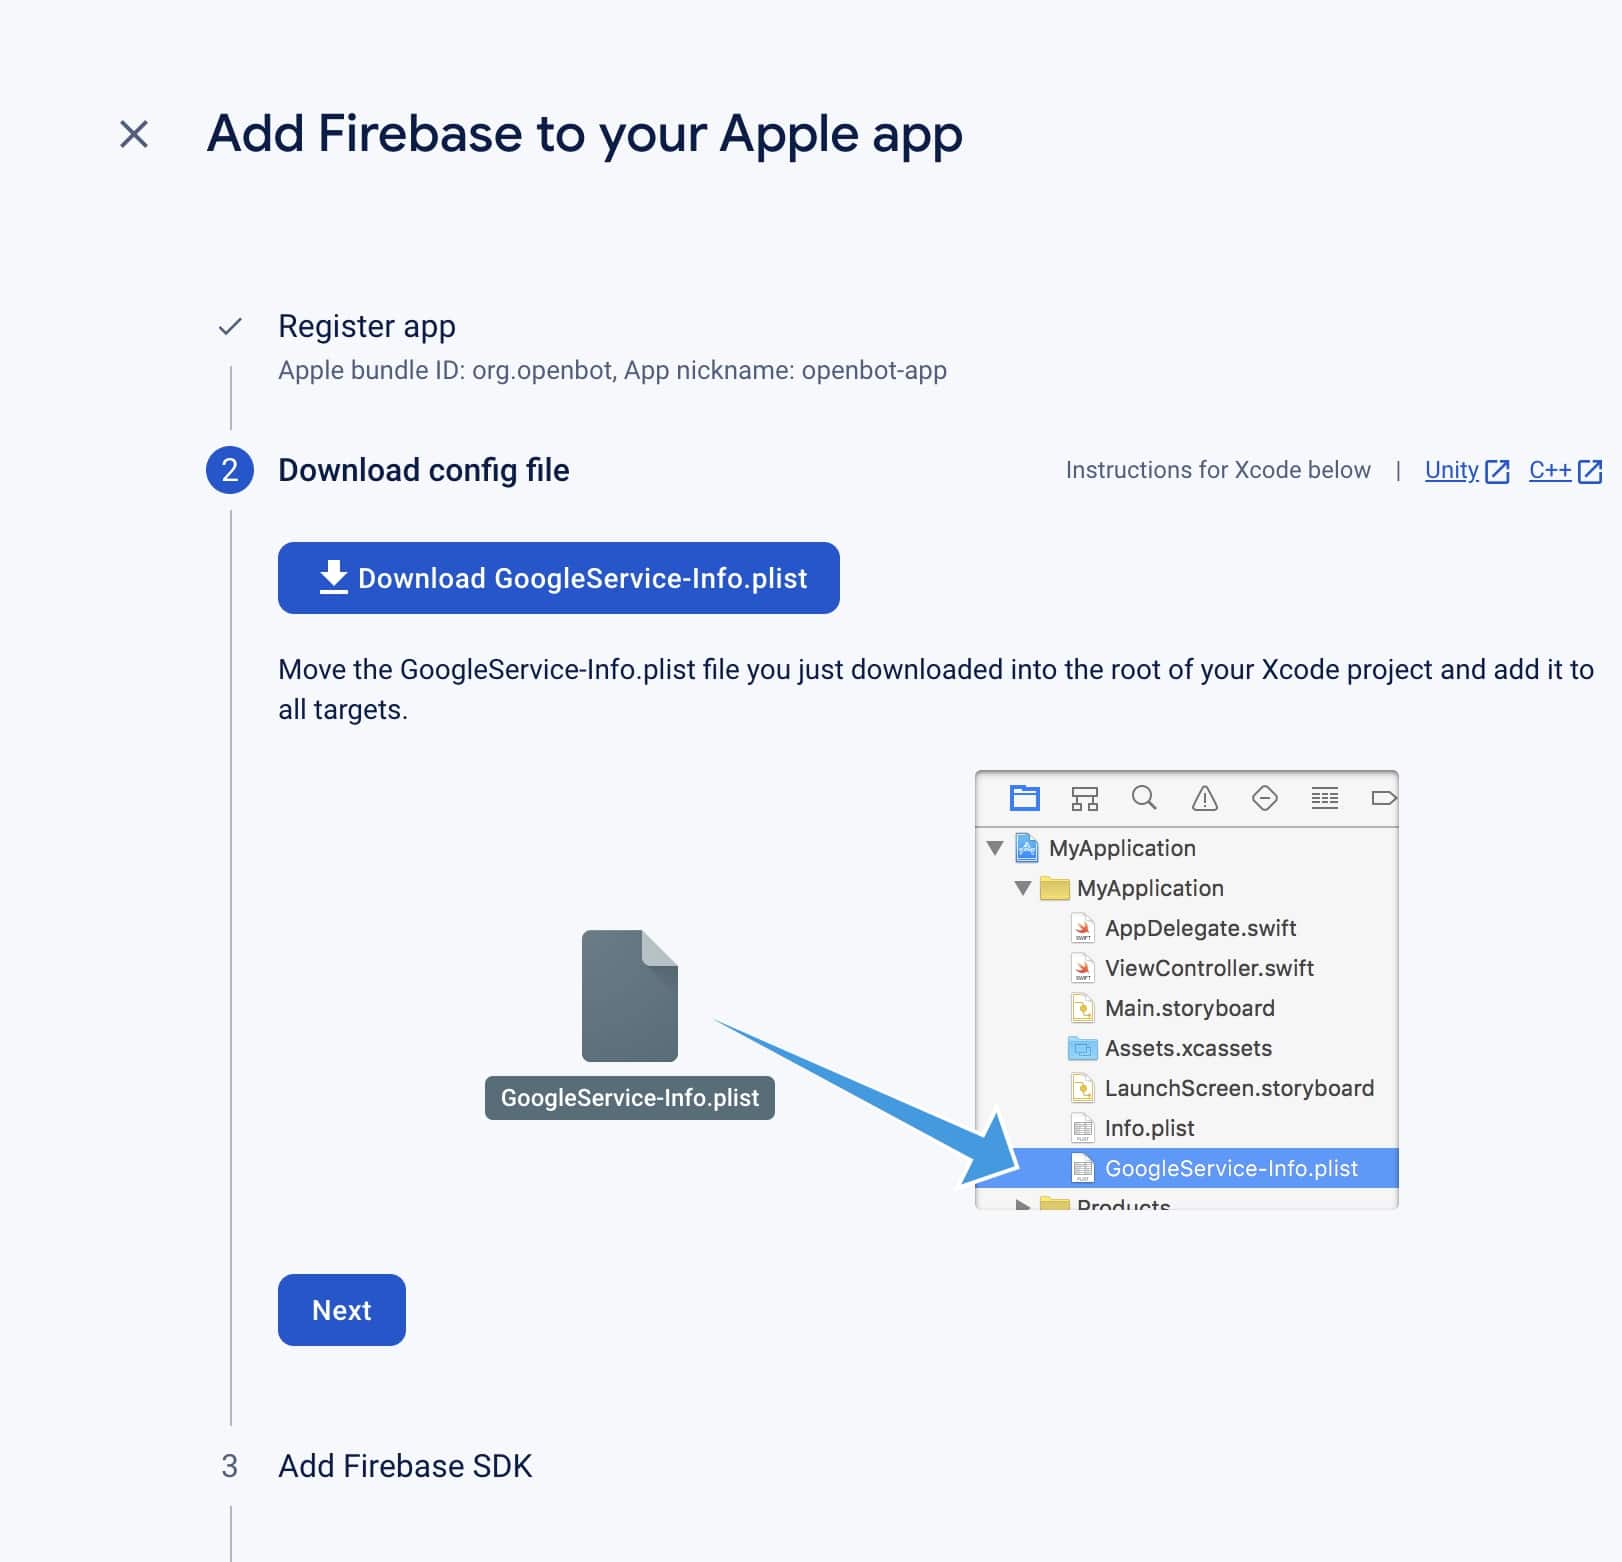 Add Firebase to your Apple app
Register app
Apple bundle ID: org.openbot, App nickname: openbot-app
2 Download config file
Instructions for Xcode below | Unity C++
Download GoogleService-Info.plist
Move the GoogleService-Info.plist file you just downloaded into the root of your Xcode project and add it to
all targets.
GoogleService-Info.plist
MyApplication
MyApplication
AppDelegate.swift
ViewController.swift
Main.storyboard
Assets.xcassets
LaunchScreen.storyboard
Info.plist
GoogleService-Info.plist
Products
Next
3 Add Firebase SDK